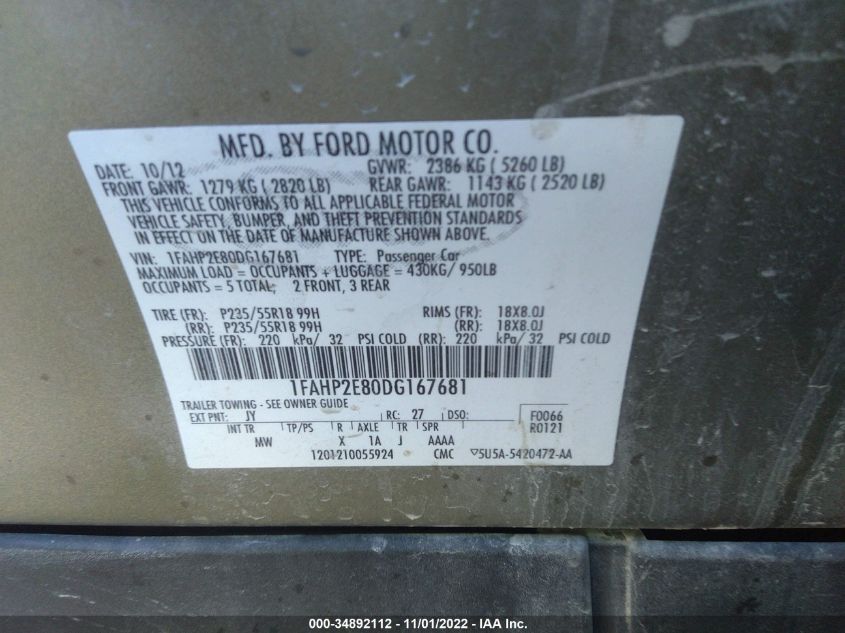 MFD. BY FORD MOTOR CO.
DATE: 10/12 GVWR: 2386 KG ( 5260 LB)
FRONT GAWR: 1279 KG ( 2820 LB) REAR GAWR: 1143 KG ( 2520 LB)
THIS VEHICLE CONFORMS TO ALL APPLICABLE FEDERAL MOTOR
VEHICLE SAFETY, BUMPER, AND THEFT PREVENTION STANDARDS
IN EFFECT ON THE DATE OF MANUFACTURE SHOWN ABOVE.
VIN: 1FAHP2E80DG167681 TYPE: Passenger Car
MAXIMUM LOAD = OCCUPANTS + LUGGAGE = 430KG/ 950LB
OCCUPANTS = 5 TOTAL, 2 FRONT, 3 REAR
TIRE (FR): P235/55R18 99H RIMS (FR): 18X8.0J
(RR): P235/55R18 99H (RR): 18X8.0J
PRESSURE (FR): 220 kPa/ 32 PSI COLD (RR): 220 kPa/ 32 PSI COLD
1FAHP2E80DG167681
TRAILER TOWING - SEE OWNER GUIDE
EXT PNT: JY RC: 27 DSO: F0066
INT TR TP/PS R AXLE TR SPR R0121
MW X 1A J AAAA
1201210055924 CMC ▽5U5A-5420472-AA
000-34892112 - 11/01/2022 - 000-IAA Inc.